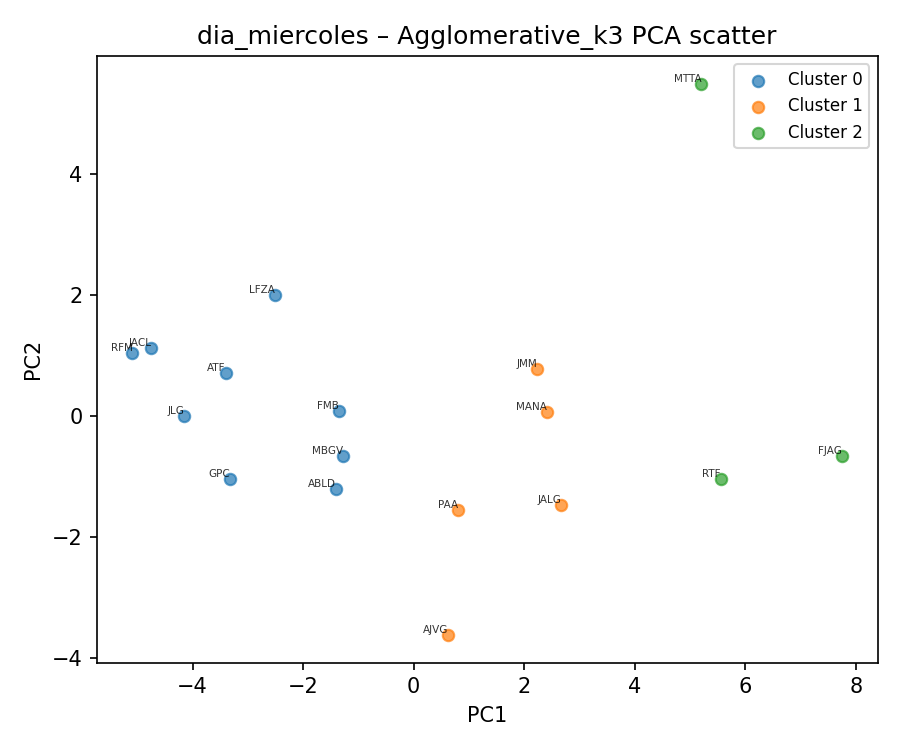 dia_miercoles – Agglomerative_k3 PCA scatter
Cluster 0
Cluster 1
Cluster 2
MTTA
LFZA
JACL
RFM
ATF
JLG
FMB
GPC
MBGV
ABLD
JMM
MANA
PAA
JALG
AJVG
RTF
FJAG
4
2
0
−2
−4
PC2
−4
−2
0
2
4
6
8
PC1